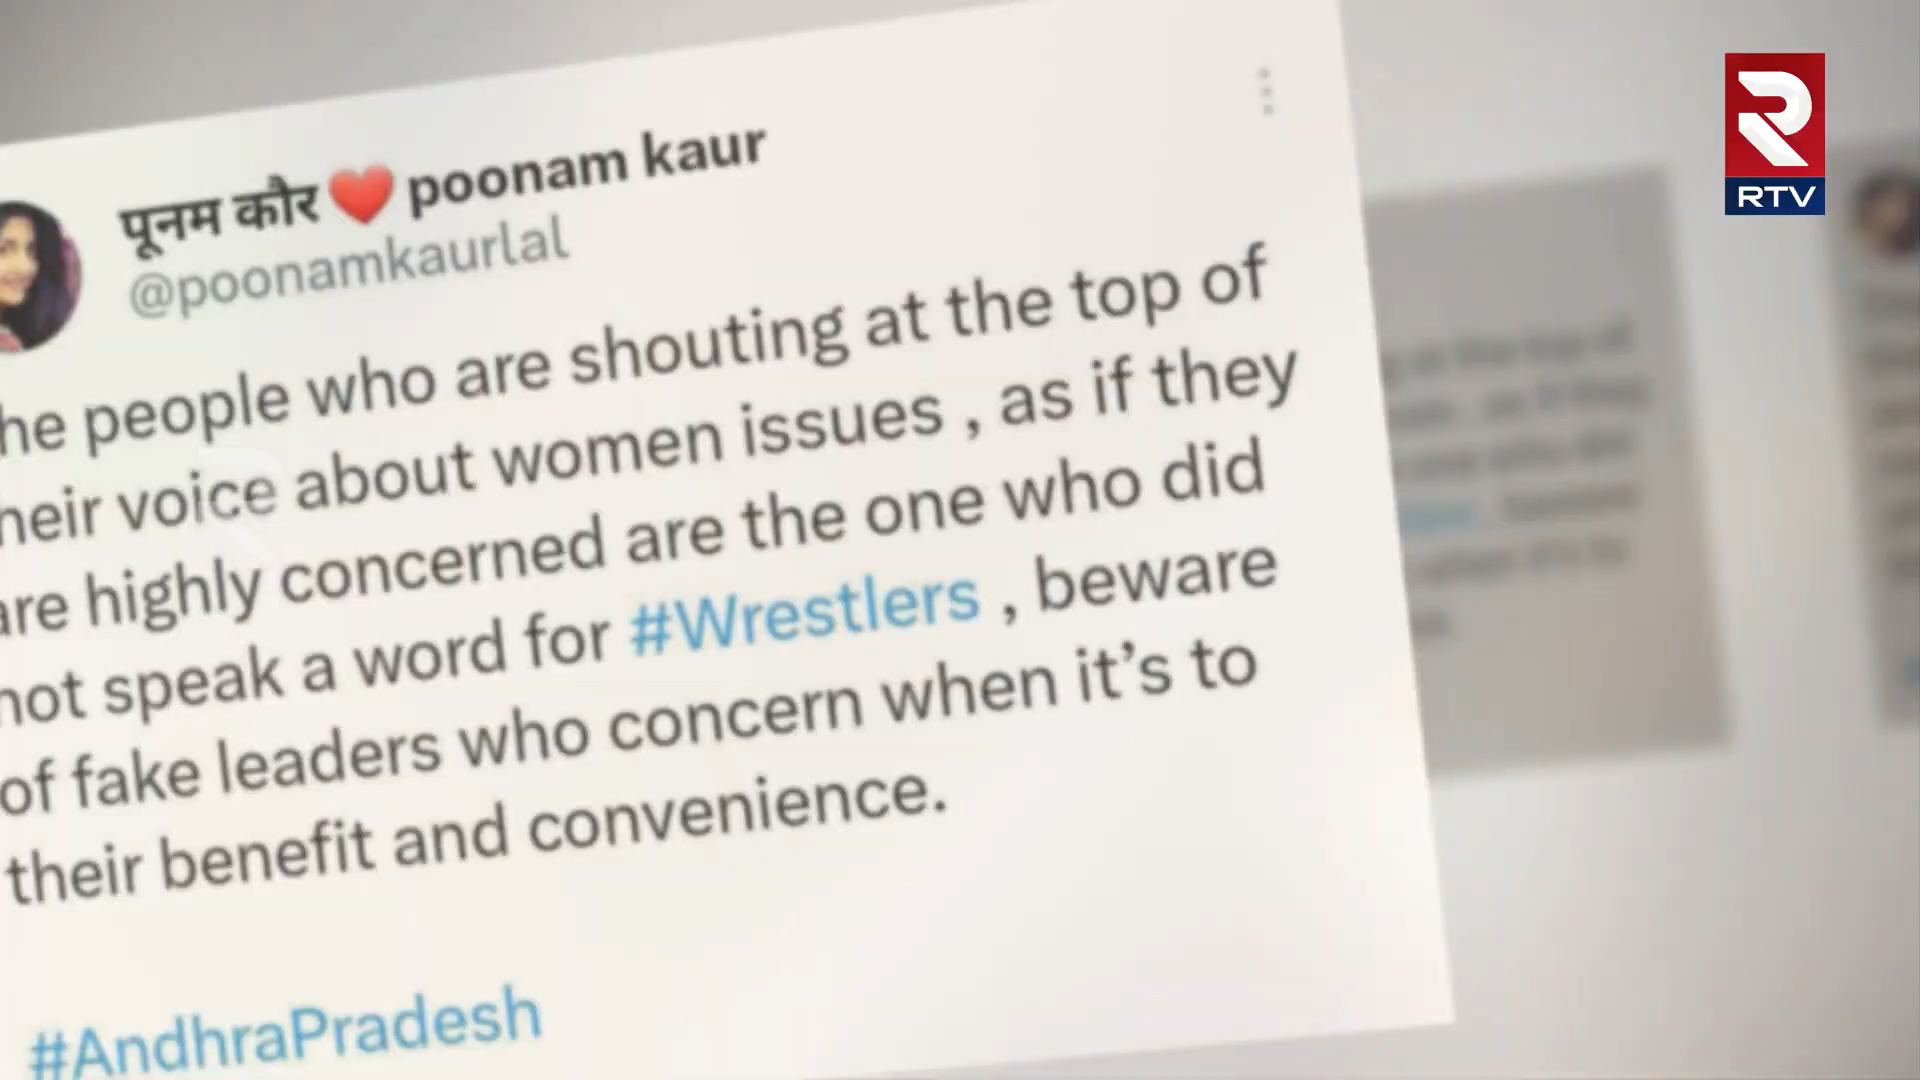 पूनम कौर ❤️ poonam kaur
@poonamkaurlal
he people who are shouting at the top of
heir voice about women issues , as if they
are highly concerned are the one who did
not speak a word for #Wrestlers , beware
of fake leaders who concern when it’s to
their benefit and convenience.
#AndhraPradesh
RTV